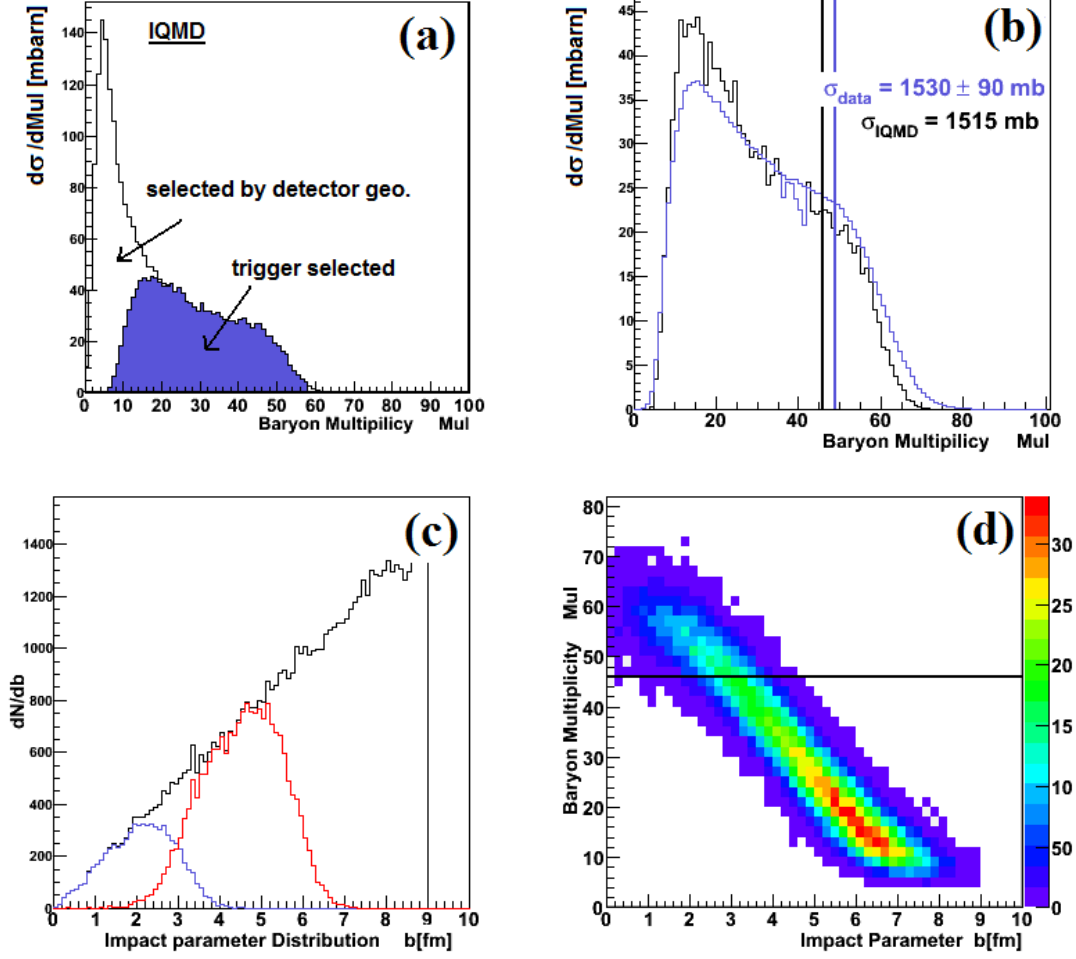 (a)
IQMD
dσ/dMul [mbarn]
140
120
100
80
60
40
20
0
selected by detector geo.
trigger selected
0 10 20 30 40 50 60 70 80 90 100
Baryon Multipilicy Mul
(b)
dσ/dMul [mbarn]
45
40
35
30
25
20
15
10
5
0
σdata = 1530 ± 90 mb
σIQMD = 1515 mb
0 20 40 60 80 100
Baryon Multipilicy Mul
(c)
dN/db
1400
1200
1000
800
600
400
200
0
0 1 2 3 4 5 6 7 8 9 10
Impact parameter Distribution b[fm]
(d)
Baryon Multiplicity Mul
80
70
60
50
40
30
20
10
0
0 1 2 3 4 5 6 7 8 9 10
Impact Parameter b[fm]
30
25
20
15
10
50
0